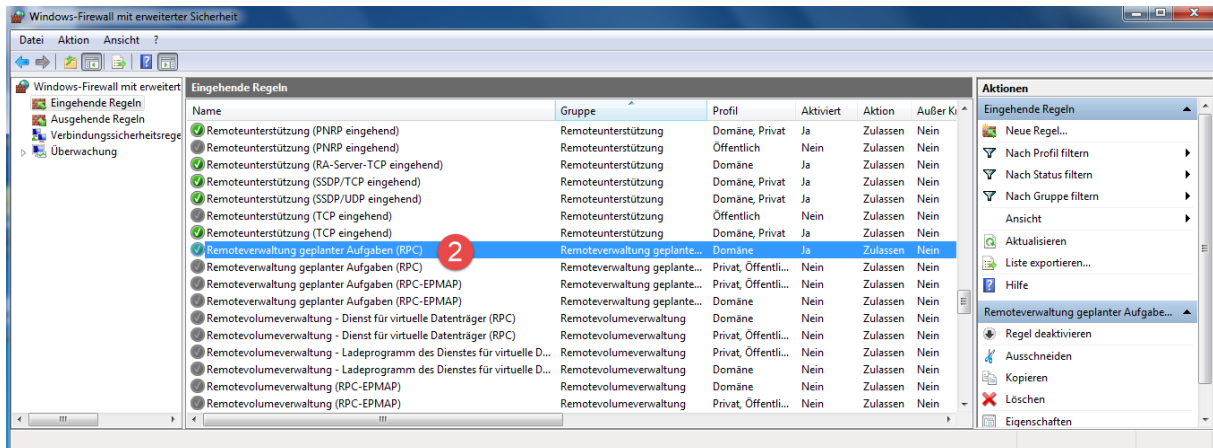 Windows-Firewall mit erweiterter Sicherheit
Datei Aktion Ansicht ?
Windows-Firewall mit erweitert
Eingehende Regeln
Ausgehende Regeln
Verbindungssicherheitsrege
Überwachung
Eingehende Regeln
Name Gruppe Profil Aktiviert Aktion Außer Kı
Remoteunterstützung (PNRP eingehend) Remoteunterstützung Domäne, Privat Ja Zulassen Nein
Remoteunterstützung (PNRP eingehend) Remoteunterstützung Öffentlich Nein Zulassen Nein
Remoteunterstützung (RA-Server-TCP eingehend) Remoteunterstützung Domäne Ja Zulassen Nein
Remoteunterstützung (SSDP/TCP eingehend) Remoteunterstützung Domäne, Privat Ja Zulassen Nein
Remoteunterstützung (SSDP/UDP eingehend) Remoteunterstützung Domäne, Privat Ja Zulassen Nein
Remoteunterstützung (TCP eingehend) Remoteunterstützung Öffentlich Nein Zulassen Nein
Remoteunterstützung (TCP eingehend) Remoteunterstützung Domäne, Privat Ja Zulassen Nein
Remoteverwaltung geplanter Aufgaben (RPC) 2 Remoteverwaltung geplante... Domäne Ja Zulassen Nein
Remoteverwaltung geplanter Aufgaben (RPC) Remoteverwaltung geplante... Privat, Öffentli... Nein Zulassen Nein
Remoteverwaltung geplanter Aufgaben (RPC-EPMAP) Remoteverwaltung geplante... Privat, Öffentli... Nein Zulassen Nein
Remoteverwaltung geplanter Aufgaben (RPC-EPMAP) Remoteverwaltung geplante... Domäne Nein Zulassen Nein
Remotevolumeverwaltung - Dienst für virtuelle Datenträger (RPC) Remotevolumeverwaltung Domäne Nein Zulassen Nein
Remotevolumeverwaltung - Dienst für virtuelle Datenträger (RPC) Remotevolumeverwaltung Privat, Öffentli... Nein Zulassen Nein
Remotevolumeverwaltung - Ladeprogramm des Dienstes für virtuelle D... Remotevolumeverwaltung Privat, Öffentli... Nein Zulassen Nein
Remotevolumeverwaltung - Ladeprogramm des Dienstes für virtuelle D... Remotevolumeverwaltung Domäne Nein Zulassen Nein
Remotevolumeverwaltung (RPC-EPMAP) Remotevolumeverwaltung Domäne Nein Zulassen Nein
Remotevolumeverwaltung (RPC-EPMAP) Remotevolumeverwaltung Privat, Öffentli... Nein Zulassen Nein
Aktionen
Eingehende Regeln
Neue Regel...
Nach Profil filtern
Nach Status filtern
Nach Gruppe filtern
Ansicht
Aktualisieren
Liste exportieren...
Hilfe
Remoteverwaltung geplanter Aufgabe...
Regel deaktivieren
Ausschneiden
Kopieren
Löschen
Eigenschaften